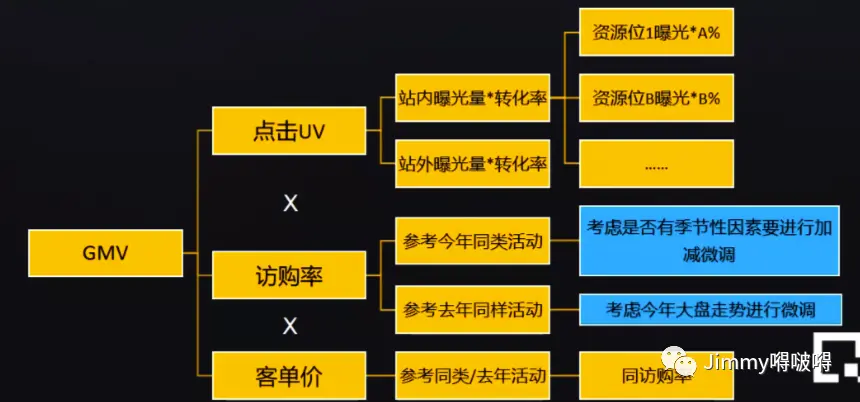 GMV
点击UV
X
访购率
X
客单价
站内曝光量*转化率
站外曝光量*转化率
参考今年同类活动
参考去年同样活动
参考同类/去年活动
资源位1曝光*A%
资源位B曝光*B%
……
考虑是否有季节性因素要进行加
减微调
考虑今年大盘走势进行微调
同访购率
Jimmy嘚啵嘚